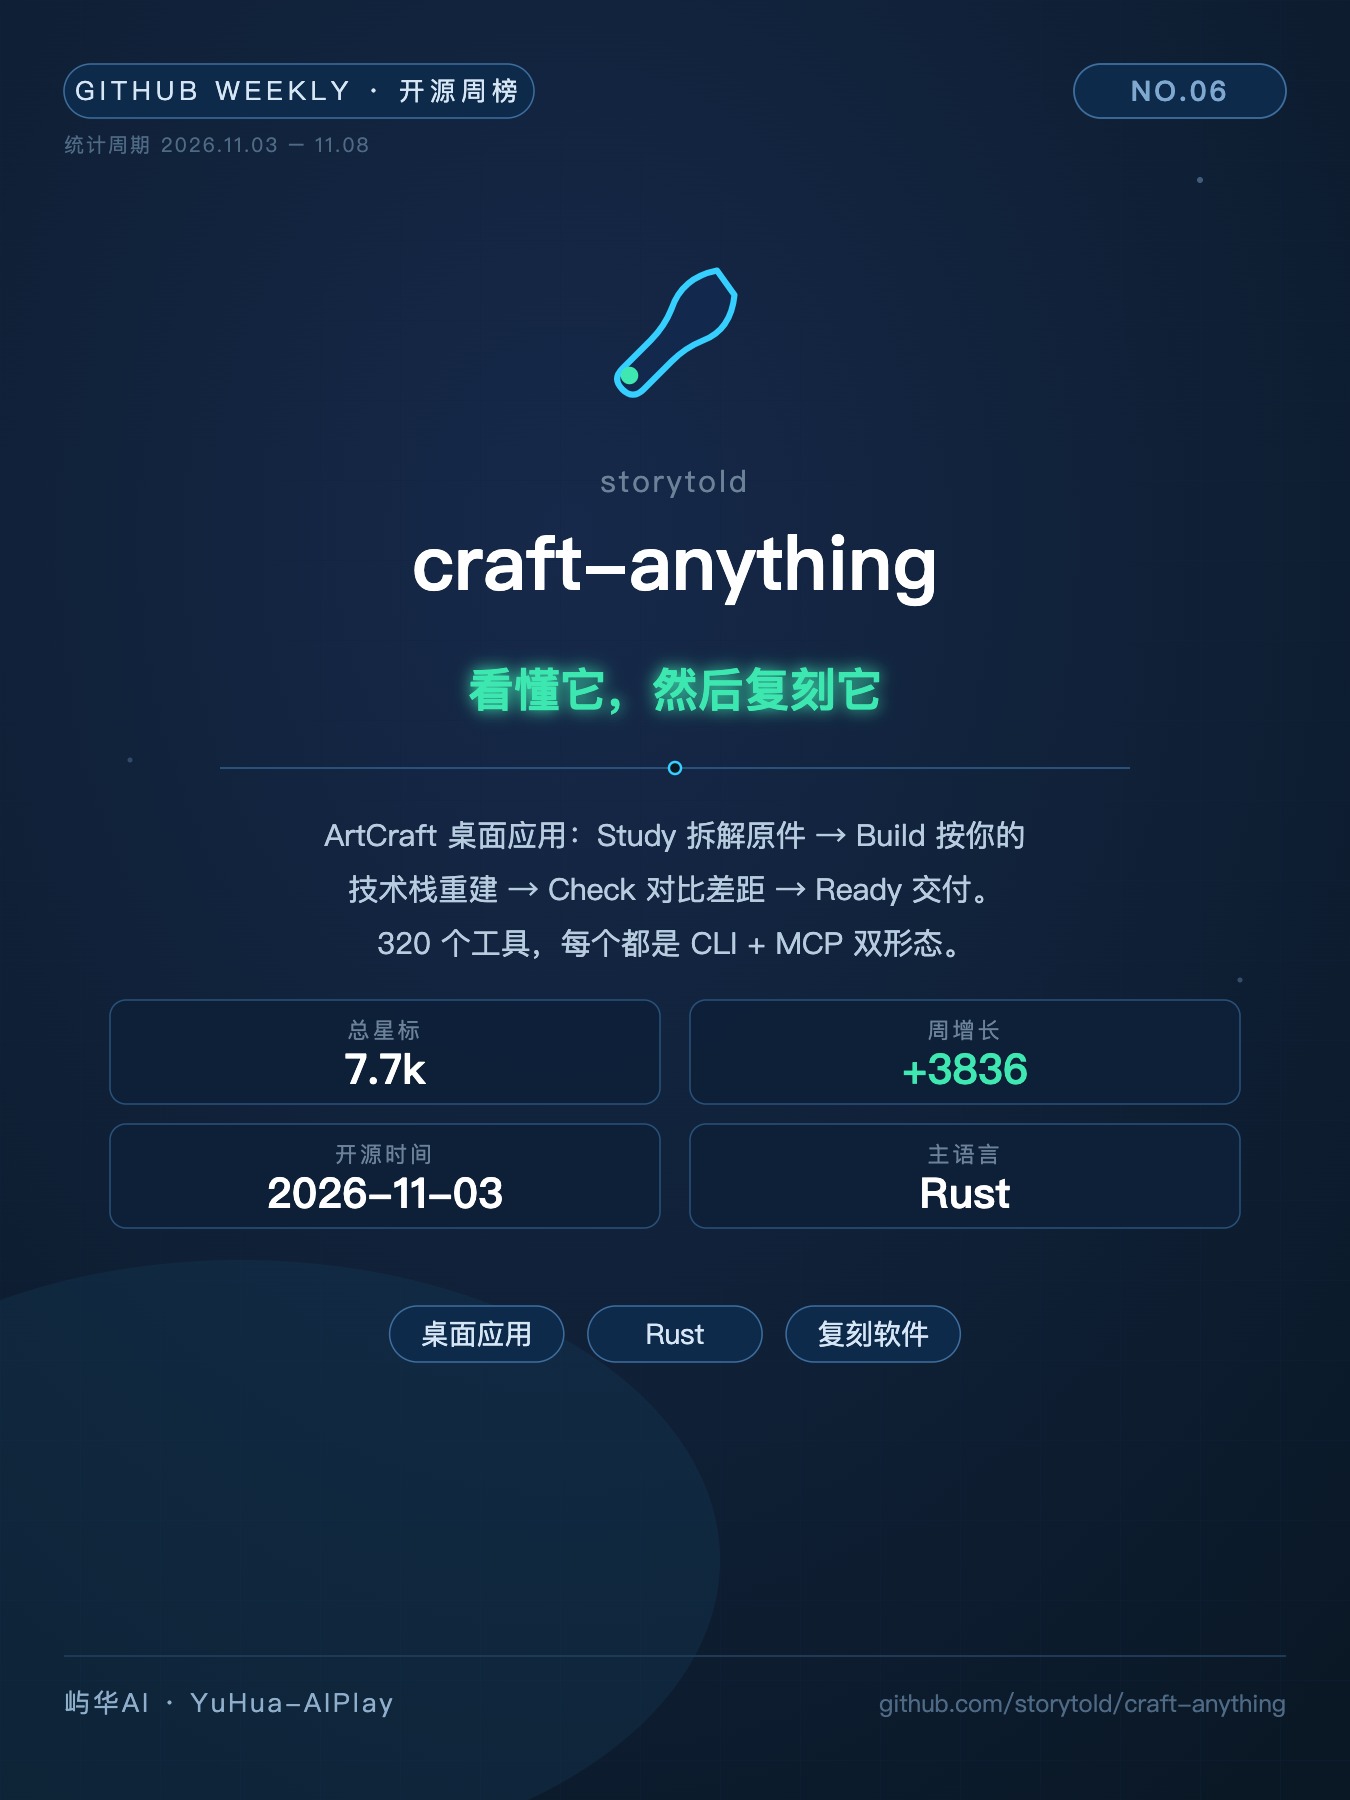 GITHUB WEEKLY · 开源周榜
NO.06
统计周期 2026.11.03 — 11.08
storytold
craft-anything
看懂它，然后复刻它
ArtCraft 桌面应用：Study 拆解原件 → Build 按你的
技术栈重建 → Check 对比差距 → Ready 交付。
320 个工具，每个都是 CLI + MCP 双形态。
总星标
7.7k
周增长
+3836
开源时间
2026-11-03
主语言
Rust
桌面应用
Rust
复刻软件
屿华AI · YuHua-AIPlay
github.com/storytold/craft-anything